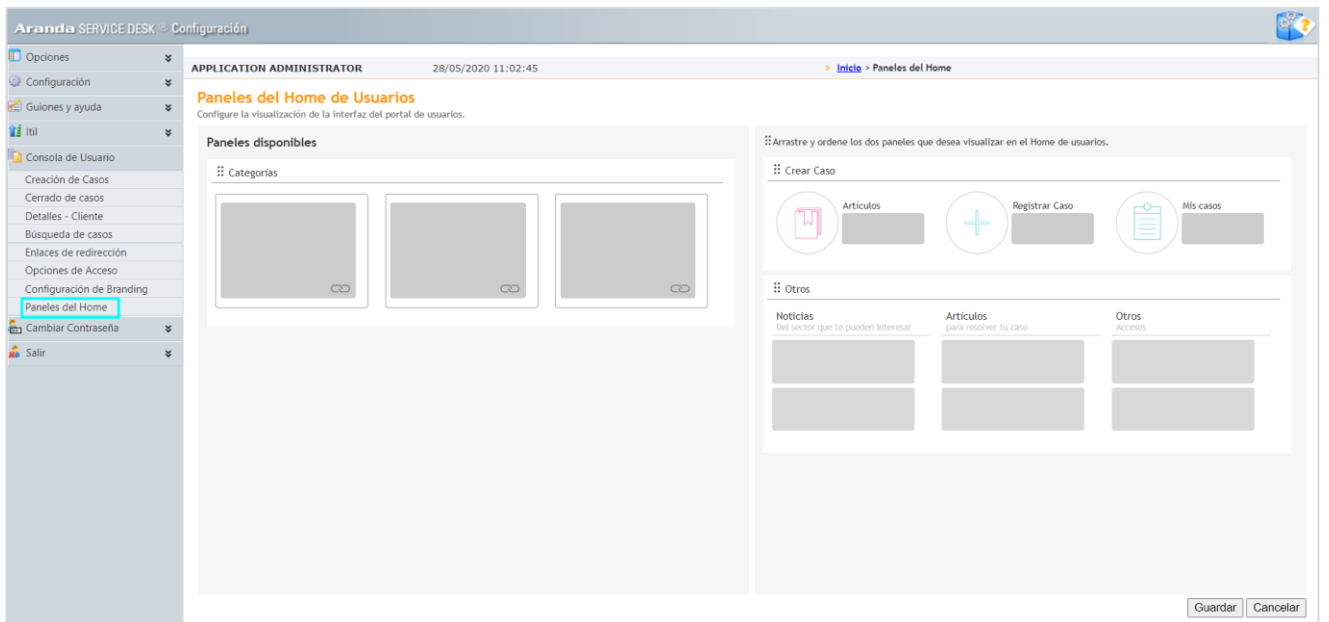 Aranda SERVICE DESK ® Configuración
Opciones
Configuración
Guiones y ayuda
Itil
Consola de Usuario
Creación de Casos
Cerrado de casos
Detalles - Cliente
Búsqueda de casos
Enlaces de redirección
Opciones de Acceso
Configuración de Branding
Paneles del Home
Cambiar Contraseña
Salir
APPLICATION ADMINISTRATOR 28/05/2020 11:02:45 » Inicio > Paneles del Home
Paneles del Home de Usuarios
Configure la visualización de la interfaz del portal de usuarios.
Paneles disponibles
Categorías
Arrastre y ordene los dos paneles que desea visualizar en el Home de usuarios.
Crear Caso
Artículos Registrar Caso Mis casos
Otros
Noticias Artículos Otros
Del sector que te pueden interesar para resolver tu caso Accesos
Guardar Cancelar